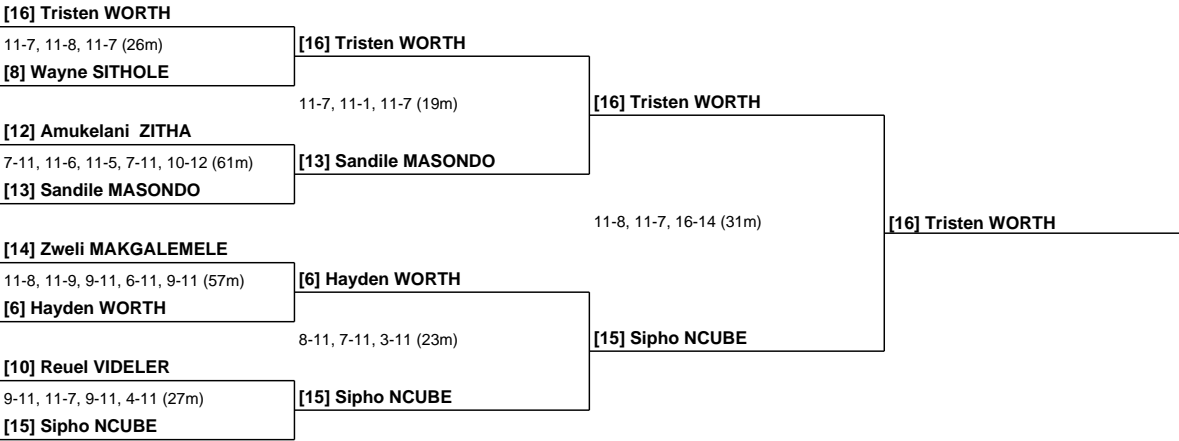 [16] Tristen WORTH
11-7, 11-8, 11-7 (26m)
[8] Wayne SITHOLE
[12] Amukelani  ZITHA
7-11, 11-6, 11-5, 7-11, 10-12 (61m)
[13] Sandile MASONDO
[14] Zweli MAKGALEMELE
11-8, 11-9, 9-11, 6-11, 9-11 (57m)
[6] Hayden WORTH
[10] Reuel VIDELER
9-11, 11-7, 9-11, 4-11 (27m)
[15] Sipho NCUBE
[16] Tristen WORTH
11-7, 11-1, 11-7 (19m)
[13] Sandile MASONDO
[6] Hayden WORTH
8-11, 7-11, 3-11 (23m)
[15] Sipho NCUBE
[16] Tristen WORTH
11-8, 11-7, 16-14 (31m)
[15] Sipho NCUBE
[16] Tristen WORTH